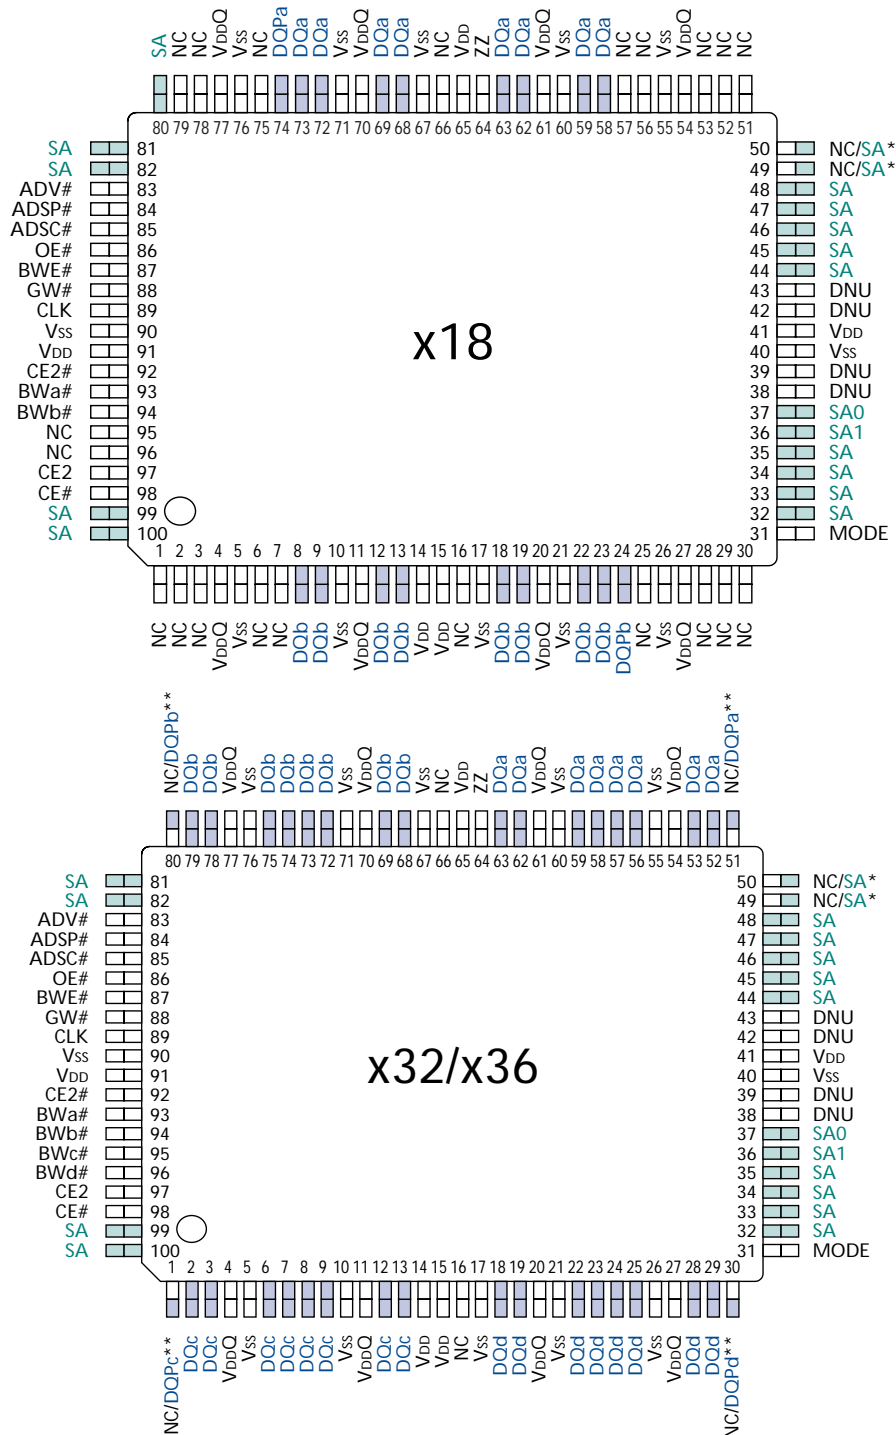 SA NC NC VDDQ VSS NC DQPa DQa DQa VSS VDDQ DQa DQa VSS NC VDD ZZ DQa DQa VDDQ VSS DQa DQa NC NC VSS VDDQ NC NC NC
80 79 78 77 76 75 74 73 72 71 70 69 68 67 66 65 64 63 62 61 60 59 58 57 56 55 54 53 52 51
SA 81 50 NC/SA*
SA 82 49 NC/SA*
ADV# 83 48 SA
ADSP# 84 47 SA
ADSC# 85 46 SA
OE# 86 45 SA
BWE# 87 44 SA
GW# 88 43 DNU
CLK 89 42 DNU
VSS 90 41 VDD
x18
VDD 91 40 VSS
CE2# 92 39 DNU
BWa# 93 38 DNU
BWb# 94 37 SA0
NC 95 36 SA1
NC 96 35 SA
CE2 97 34 SA
CE# 98 33 SA
SA 99 32 SA
SA 100 31 MODE
1 2 3 4 5 6 7 8 9 10 11 12 13 14 15 16 17 18 19 20 21 22 23 24 25 26 27 28 29 30
NC NC NC VDDQ VSS NC NC DQb DQb VSS VDDQ DQb DQb VDD VDD NC VSS DQb DQb VDDQ VSS DQb DQb DQPb NC VSS VDDQ NC NC NC
NC/DQPb** DQb DQb VDDQ VSS DQb DQb DQb DQb VSS VDDQ DQb DQb VSS NC VDD ZZ DQa DQa VDDQ VSS DQa DQa DQa DQa VSS VDDQ DQa DQa NC/DQPa**
80 79 78 77 76 75 74 73 72 71 70 69 68 67 66 65 64 63 62 61 60 59 58 57 56 55 54 53 52 51
SA 81 50 NC/SA*
SA 82 49 NC/SA*
ADV# 83 48 SA
ADSP# 84 47 SA
ADSC# 85 46 SA
OE# 86 45 SA
BWE# 87 44 SA
GW# 88 43 DNU
CLK 89 42 DNU
VSS 90 41 VDD
x32/x36
VDD 91 40 VSS
CE2# 92 39 DNU
BWa# 93 38 DNU
BWb# 94 37 SA0
BWc# 95 36 SA1
BWd# 96 35 SA
CE2 97 34 SA
CE# 98 33 SA
SA 99 32 SA
SA 100 31 MODE
1 2 3 4 5 6 7 8 9 10 11 12 13 14 15 16 17 18 19 20 21 22 23 24 25 26 27 28 29 30
NC/DQPc** DQc DQc VDDQ VSS DQc DQc DQc DQc VSS VDDQ DQc DQc VDD VDD NC VSS DQd DQd VDDQ VSS DQd DQd DQd DQd VSS VDDQ DQd DQd NC/DQPd**